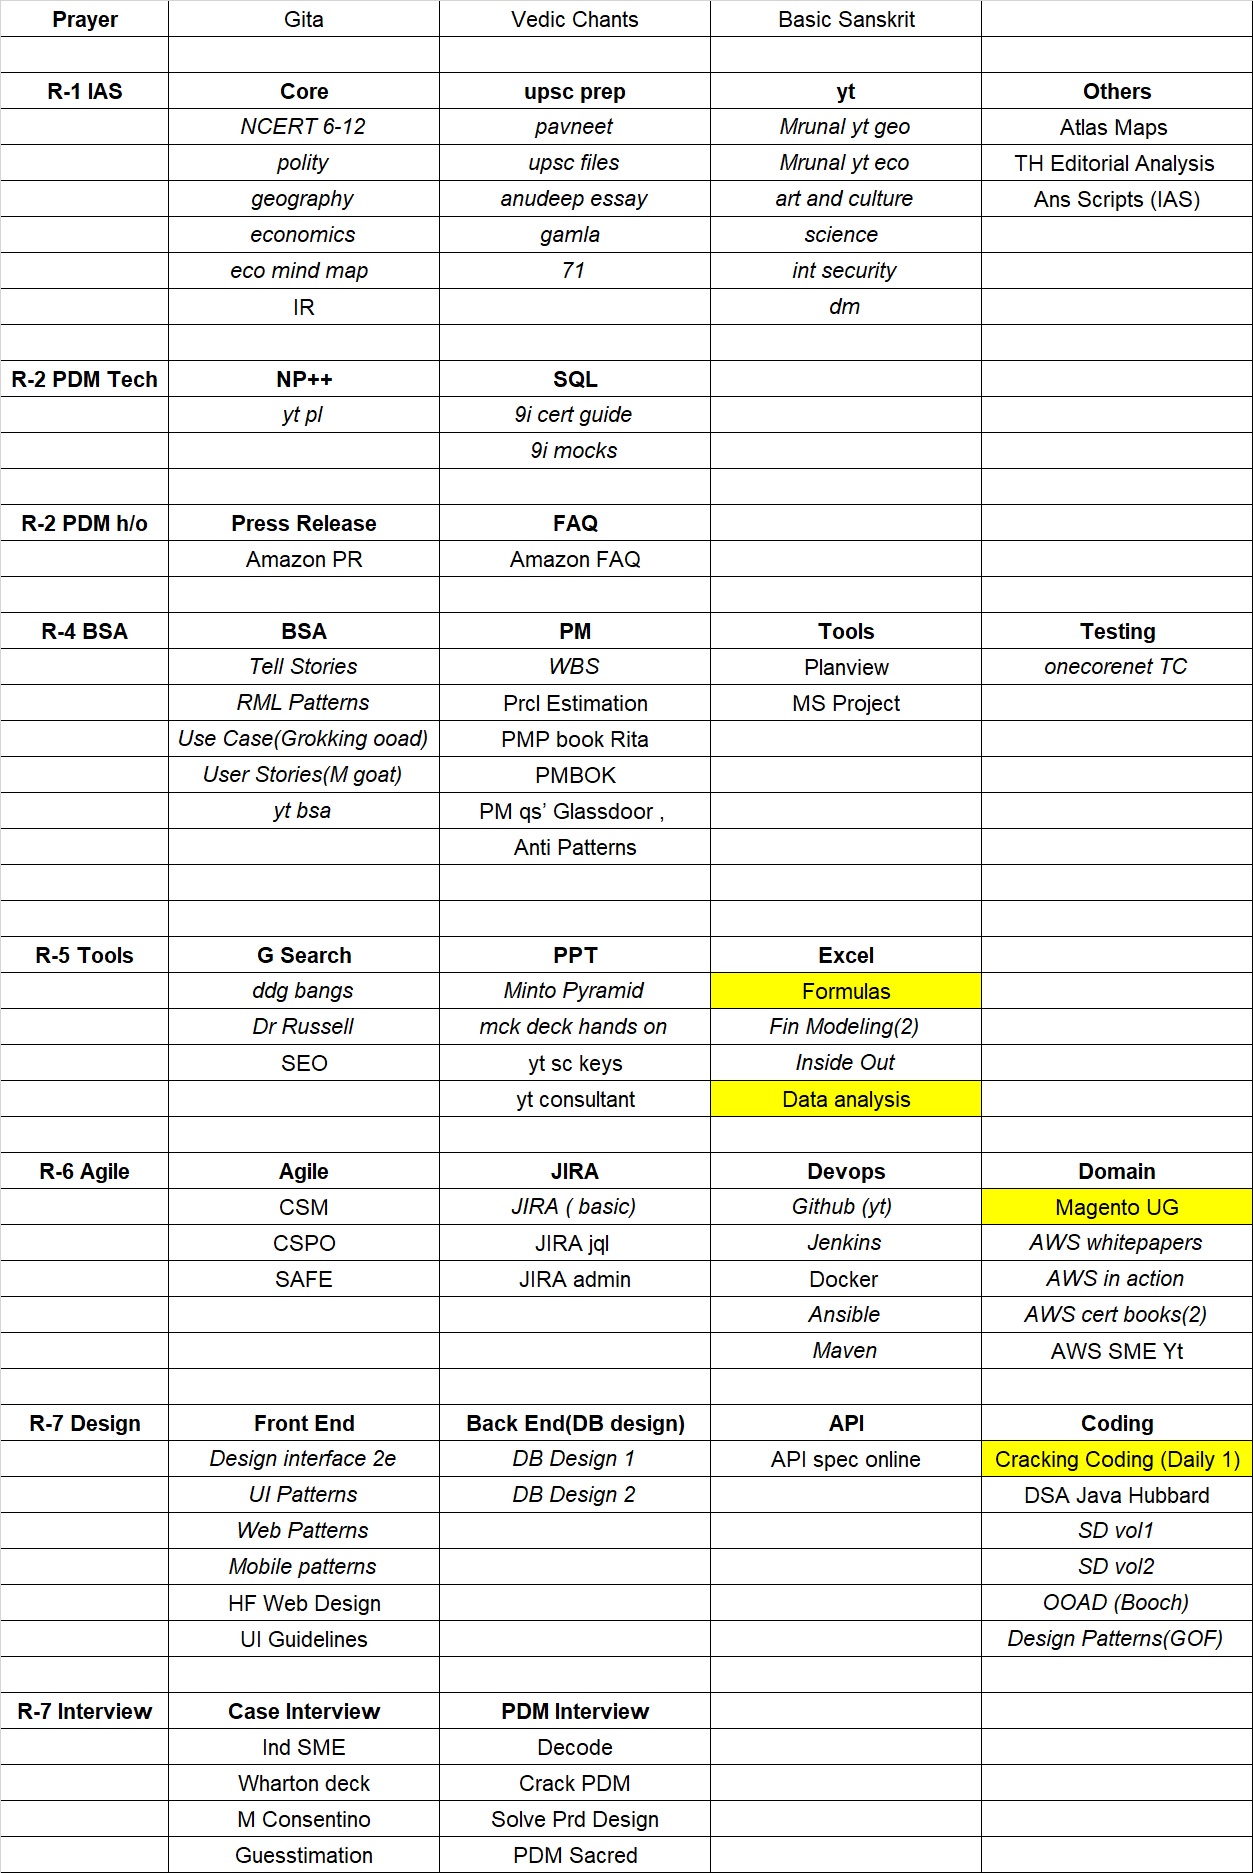 Prayer Gita Vedic Chants Basic Sanskrit
R-1 IAS Core upsc prep yt Others
NCERT 6-12 pavneet Mrunal yt geo Atlas Maps
polity upsc files Mrunal yt eco TH Editorial Analysis
geography anudeep essay art and culture Ans Scripts (IAS)
economics gamla science
eco mind map 71 int security
IR dm
R-2 PDM Tech NP++ SQL
yt pl 9i cert guide
9i mocks
R-2 PDM h/o Press Release FAQ
Amazon PR Amazon FAQ
R-4 BSA BSA PM Tools Testing
Tell Stories WBS Planview onecorenet TC
RML Patterns Prcl Estimation MS Project
Use Case(Grokking ooad) PMP book Rita
User Stories(M goat) PMBOK
yt bsa PM qs’ Glassdoor ,
Anti Patterns
R-5 Tools G Search PPT Excel
ddg bangs Minto Pyramid Formulas
Dr Russell mck deck hands on Fin Modeling(2)
SEO yt sc keys Inside Out
yt consultant Data analysis
R-6 Agile Agile JIRA Devops Domain
CSM JIRA ( basic) Github (yt) Magento UG
CSPO JIRA jql Jenkins AWS whitepapers
SAFE JIRA admin Docker AWS in action
Ansible AWS cert books(2)
Maven AWS SME Yt
R-7 Design Front End Back End(DB design) API Coding
Design interface 2e DB Design 1 API spec online Cracking Coding (Daily 1)
UI Patterns DB Design 2 DSA Java Hubbard
Web Patterns SD vol1
Mobile patterns SD vol2
HF Web Design OOAD (Booch)
UI Guidelines Design Patterns(GOF)
R-7 Interview Case Interview PDM Interview
Ind SME Decode
Wharton deck Crack PDM
M Consentino Solve Prd Design
Guesstimation PDM Sacred